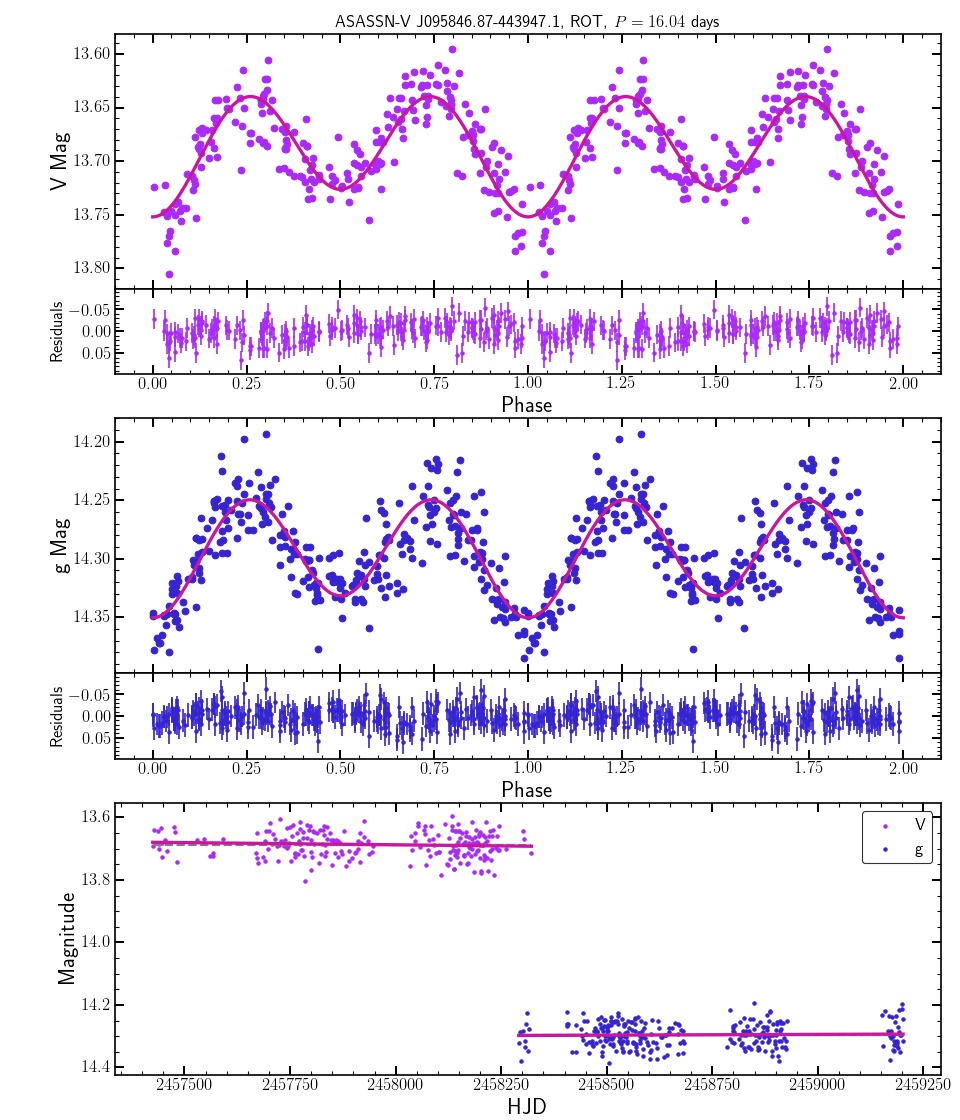 ASASSN-V J095846.87-443947.1, ROT, P = 16.04 days
V Mag
13.60
13.65
13.70
13.75
13.80
Residuals
−0.05
0.00
0.05
0.00 0.25 0.50 0.75 1.00 1.25 1.50 1.75 2.00
Phase
g Mag
14.20
14.25
14.30
14.35
Residuals
−0.05
0.00
0.05
0.00 0.25 0.50 0.75 1.00 1.25 1.50 1.75 2.00
Phase
Magnitude
13.6
13.8
14.0
14.2
14.4
V
g
2457500 2457750 2458000 2458250 2458500 2458750 2459000 2459250
HJD